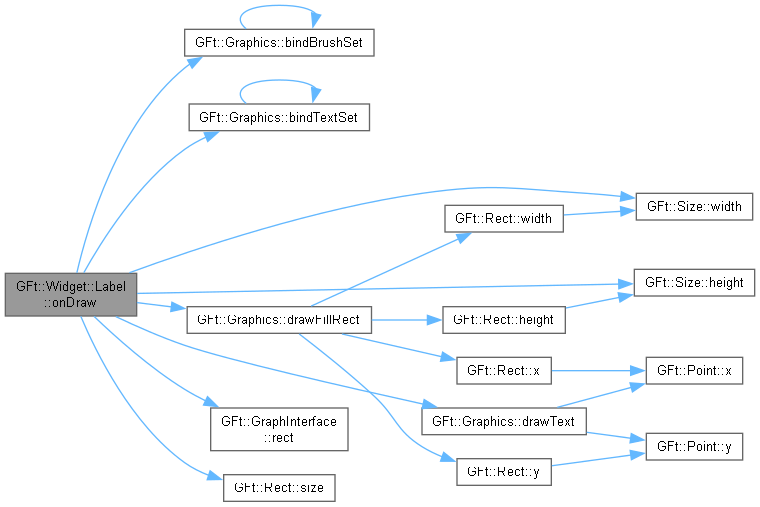 GFt::Graphics::bindBrushSet
GFt::Graphics::bindTextSet
GFt::Size::width
GFt::Rect::width
GFt::Widget::Label
::onDraw
GFt::Size::height
GFt::Graphics::drawFillRect
GFt::Rect::height
GFt::Rect::x
GFt::Point::x
GFt::GraphInterface
::rect
GFt::Graphics::drawText
GFt::Point::y
GFt::Rect::y
GFt::Rect::size